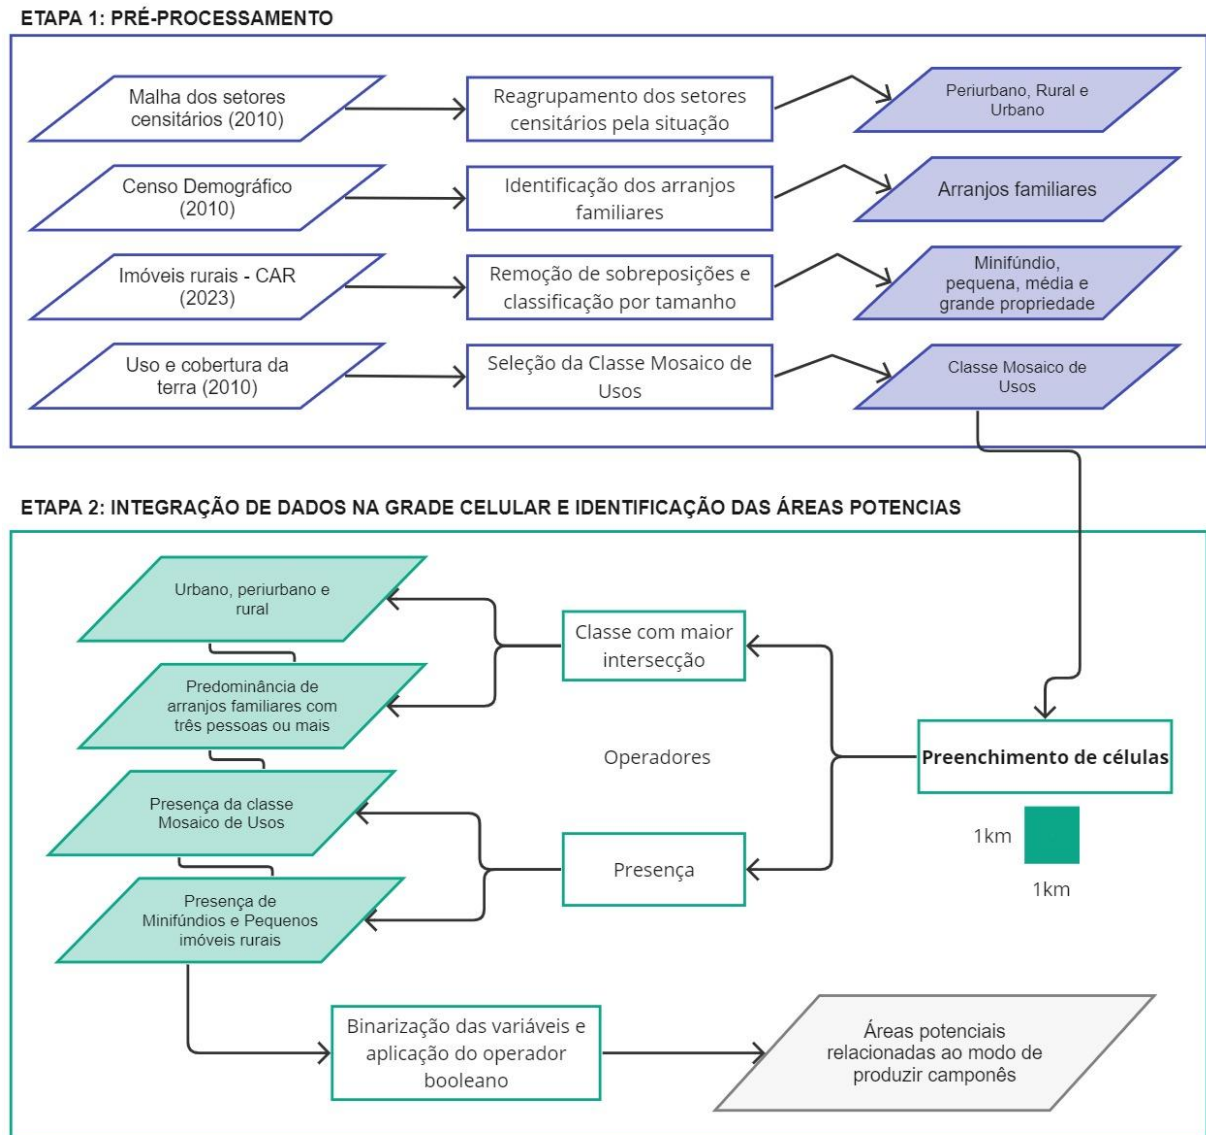 ETAPA 1: PRÉ-PROCESSAMENTO
Malha dos setores
censitários (2010)
Reagrupamento dos setores
censitários pela situação
Periurbano, Rural e
Urbano
Censo Demográfico
(2010)
Identificação dos arranjos
familiares
Arranjos familiares
Imóveis rurais - CAR
(2023)
Remoção de sobreposições e
classificação por tamanho
Minifúndio,
pequena, média e
grande propriedade
Uso e cobertura da
terra (2010)
Seleção da Classe Mosaico de
Usos
Classe Mosaico de
Usos
ETAPA 2: INTEGRAÇÃO DE DADOS NA GRADE CELULAR E IDENTIFICAÇÃO DAS ÁREAS POTENCIAS
Urbano, periurbano e
rural
Classe com maior
intersecção
Predominância de
arranjos familiares com
três pessoas ou mais
Operadores
Preenchimento de células
Presença da classe
Mosaico de Usos
1km
1km
Presença
Presença de
Minifúndios e Pequenos
imóveis rurais
Binarização das variáveis e
aplicação do operador
booleano
Áreas potenciais
relacionadas ao modo de
produzir camponês